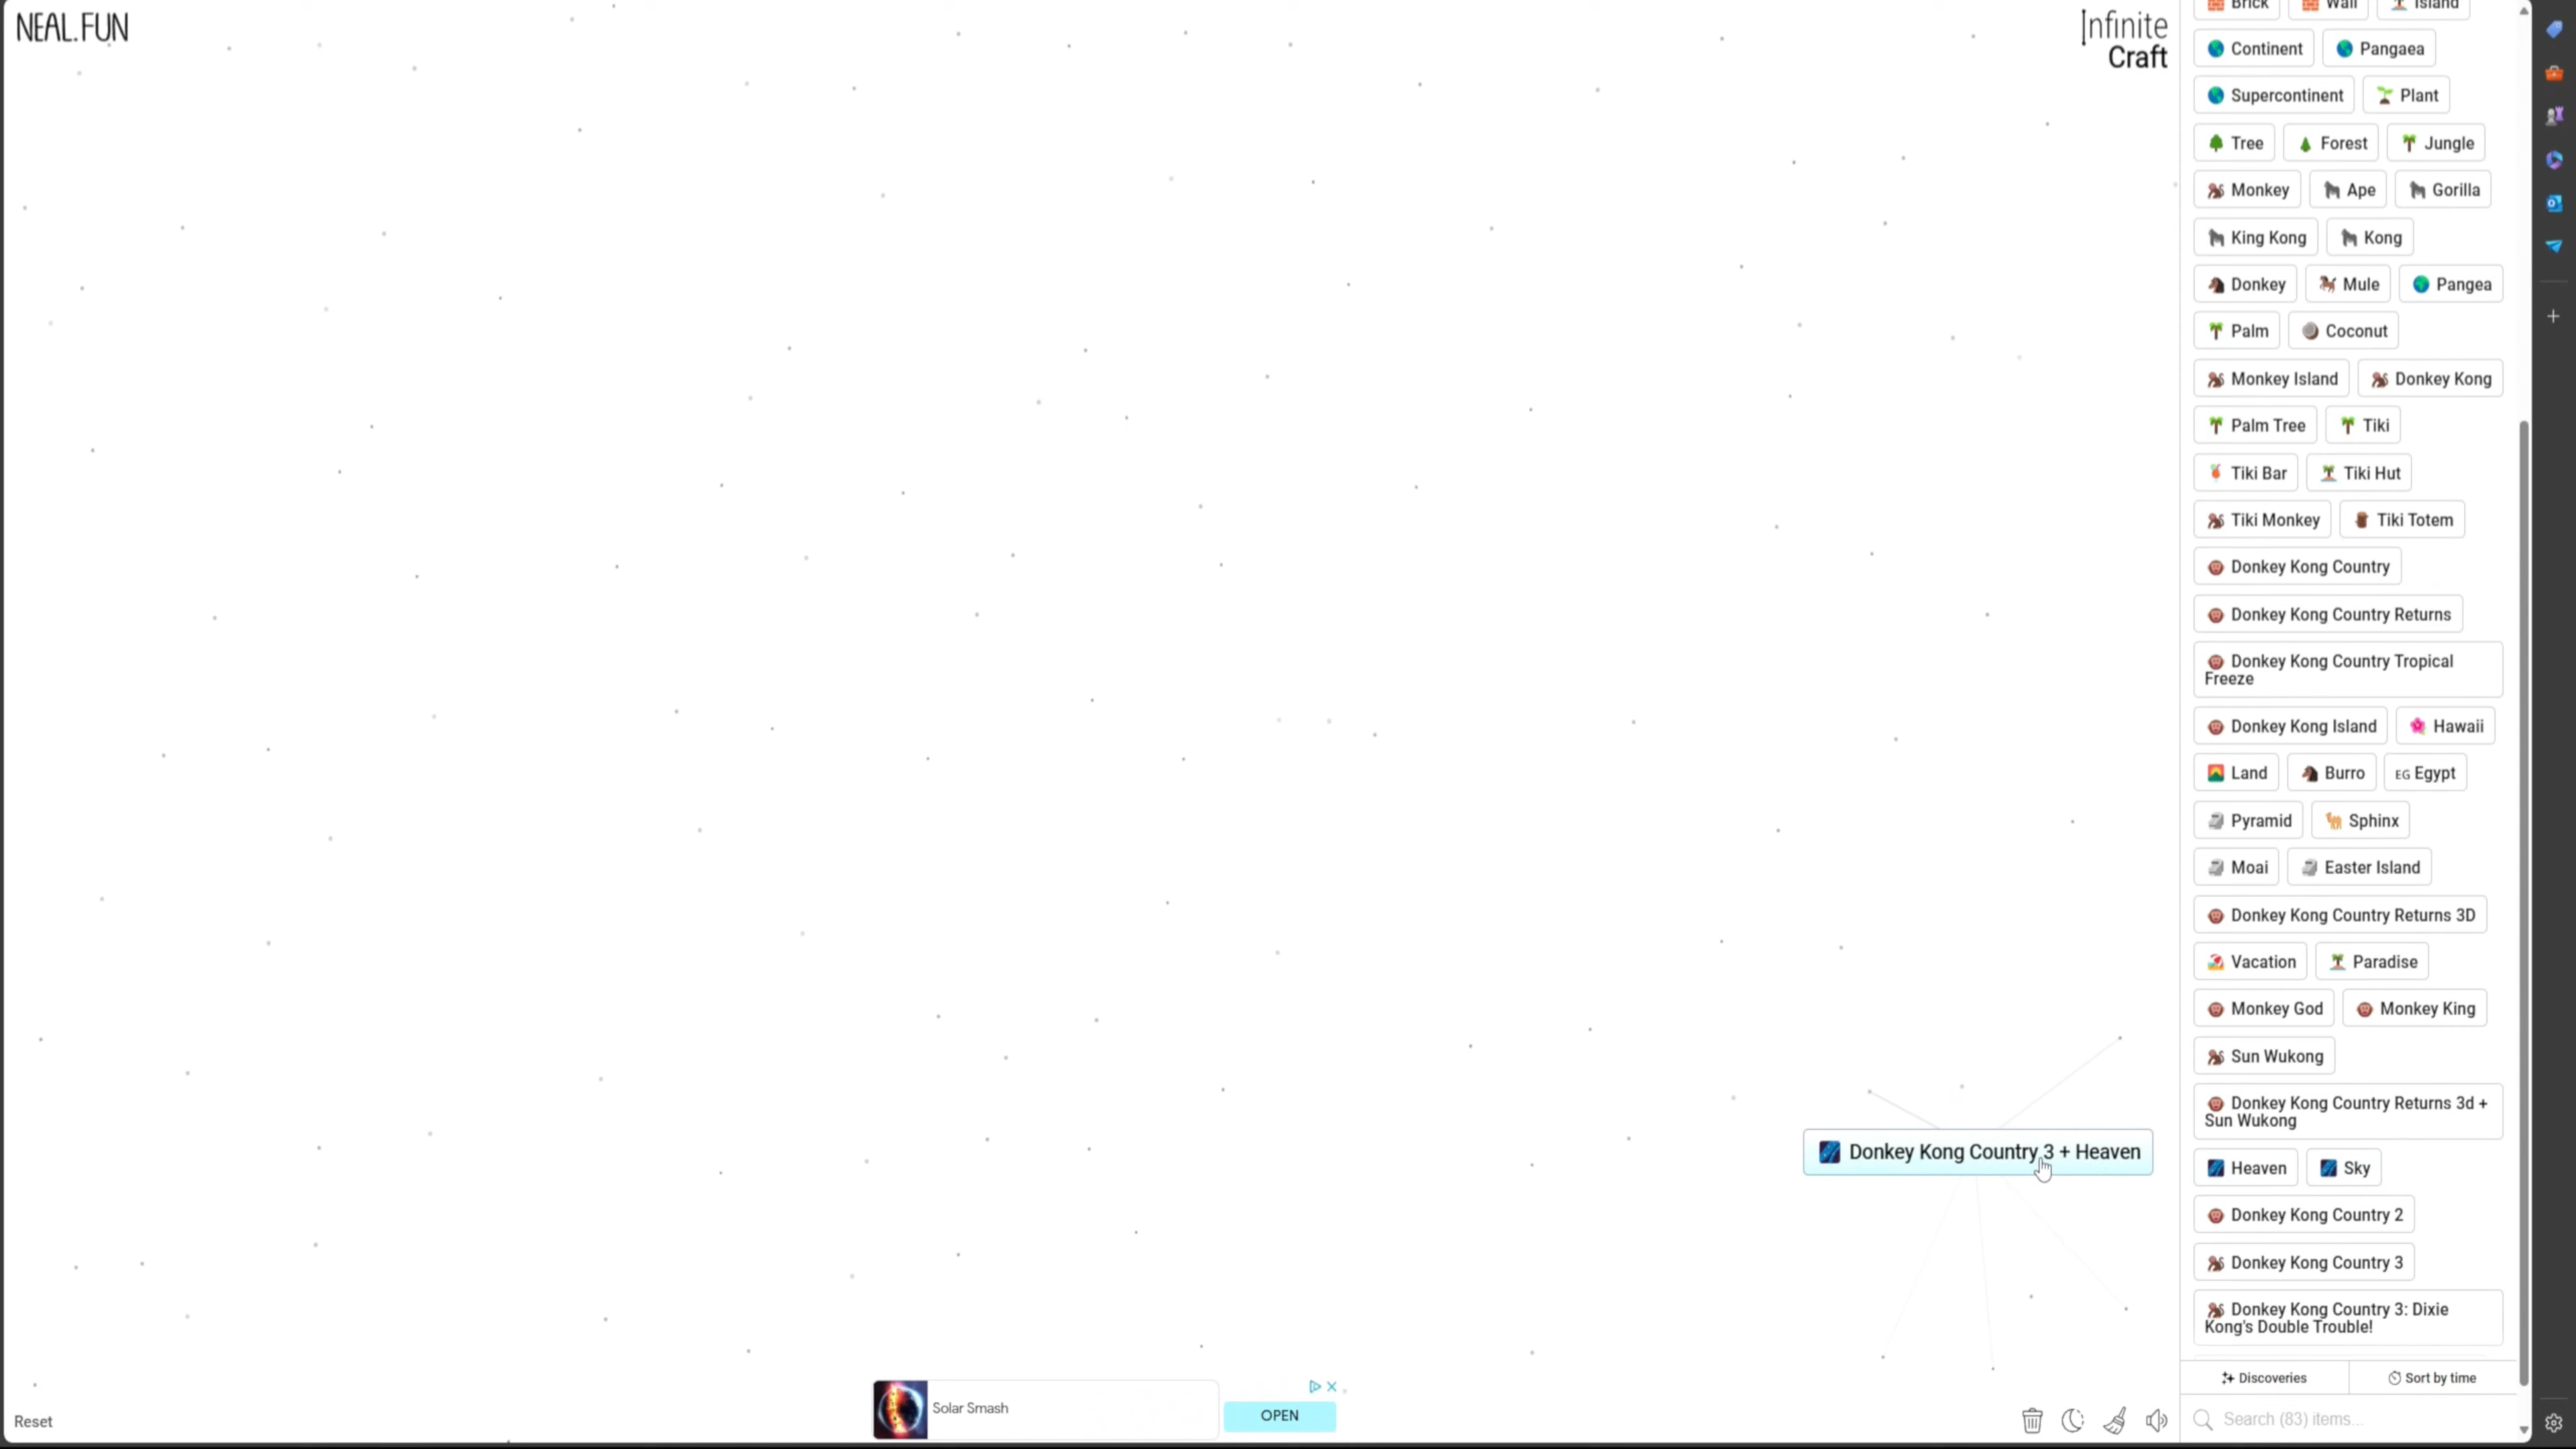 NEAL.FUN
Infinite
Craft
Brick Wall Island
Continent Pangaea
Supercontinent Plant
Tree Forest Jungle
Monkey Ape Gorilla
King Kong Kong
Donkey Mule Pangea
Palm Coconut
Monkey Island Donkey Kong
Palm Tree Tiki
Tiki Bar Tiki Hut
Tiki Monkey Tiki Totem
Donkey Kong Country
Donkey Kong Country Returns
Donkey Kong Country Tropical
Freeze
Donkey Kong Island Hawaii
Land Burro EG Egypt
Pyramid Sphinx
Moai Easter Island
Donkey Kong Country Returns 3D
Vacation Paradise
Monkey God Monkey King
Sun Wukong
Donkey Kong Country Returns 3d +
Sun Wukong
Donkey Kong Country 3 + Heaven
Heaven Sky
Donkey Kong Country 2
Donkey Kong Country 3
Donkey Kong Country 3: Dixie
Kong's Double Trouble!
Discoveries Sort by time
Search (83) items...
Solar Smash
OPEN
Reset